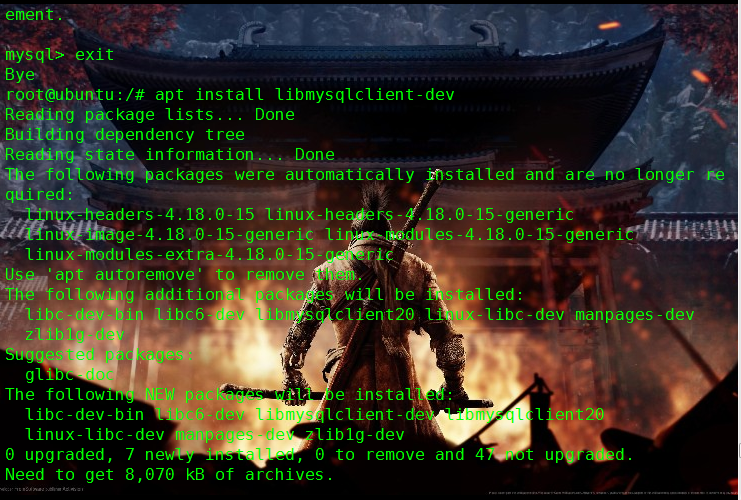 ement.
mysql> exit
Bye
root@ubuntu:/# apt install libmysqlclient-dev
Reading package lists... Done
Building dependency tree
Reading state information... Done
The following packages were automatically installed and are no longer re
quired:
  linux-headers-4.18.0-15 linux-headers-4.18.0-15-generic
  linux-image-4.18.0-15-generic linux-modules-4.18.0-15-generic
  linux-modules-extra-4.18.0-15-generic
Use 'apt autoremove' to remove them.
The following additional packages will be installed:
  libc-dev-bin libc6-dev libmysqlclient20 linux-libc-dev manpages-dev
  zlib1g-dev
Suggested packages:
  glibc-doc
The following NEW packages will be installed:
  libc-dev-bin libc6-dev libmysqlclient-dev libmysqlclient20
  linux-libc-dev manpages-dev zlib1g-dev
0 upgraded, 7 newly installed, 0 to remove and 47 not upgraded.
Need to get 8,070 kB of archives.